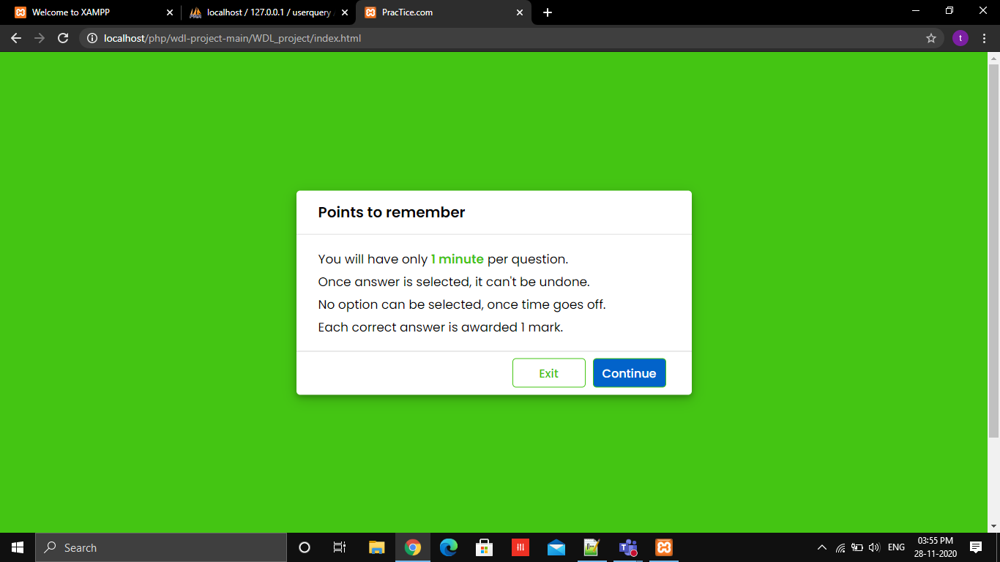 Welcome to XAMPP
localhost / 127.0.0.1 / userquery
PracTice.com
localhost/php/wdl-project-main/WDL_project/index.html
t
Points to remember
You will have only 1 minute per question.
Once answer is selected, it can't be undone.
No option can be selected, once time goes off.
Each correct answer is awarded 1 mark.
Exit
Continue
Search
ENG
03:55 PM
28-11-2020